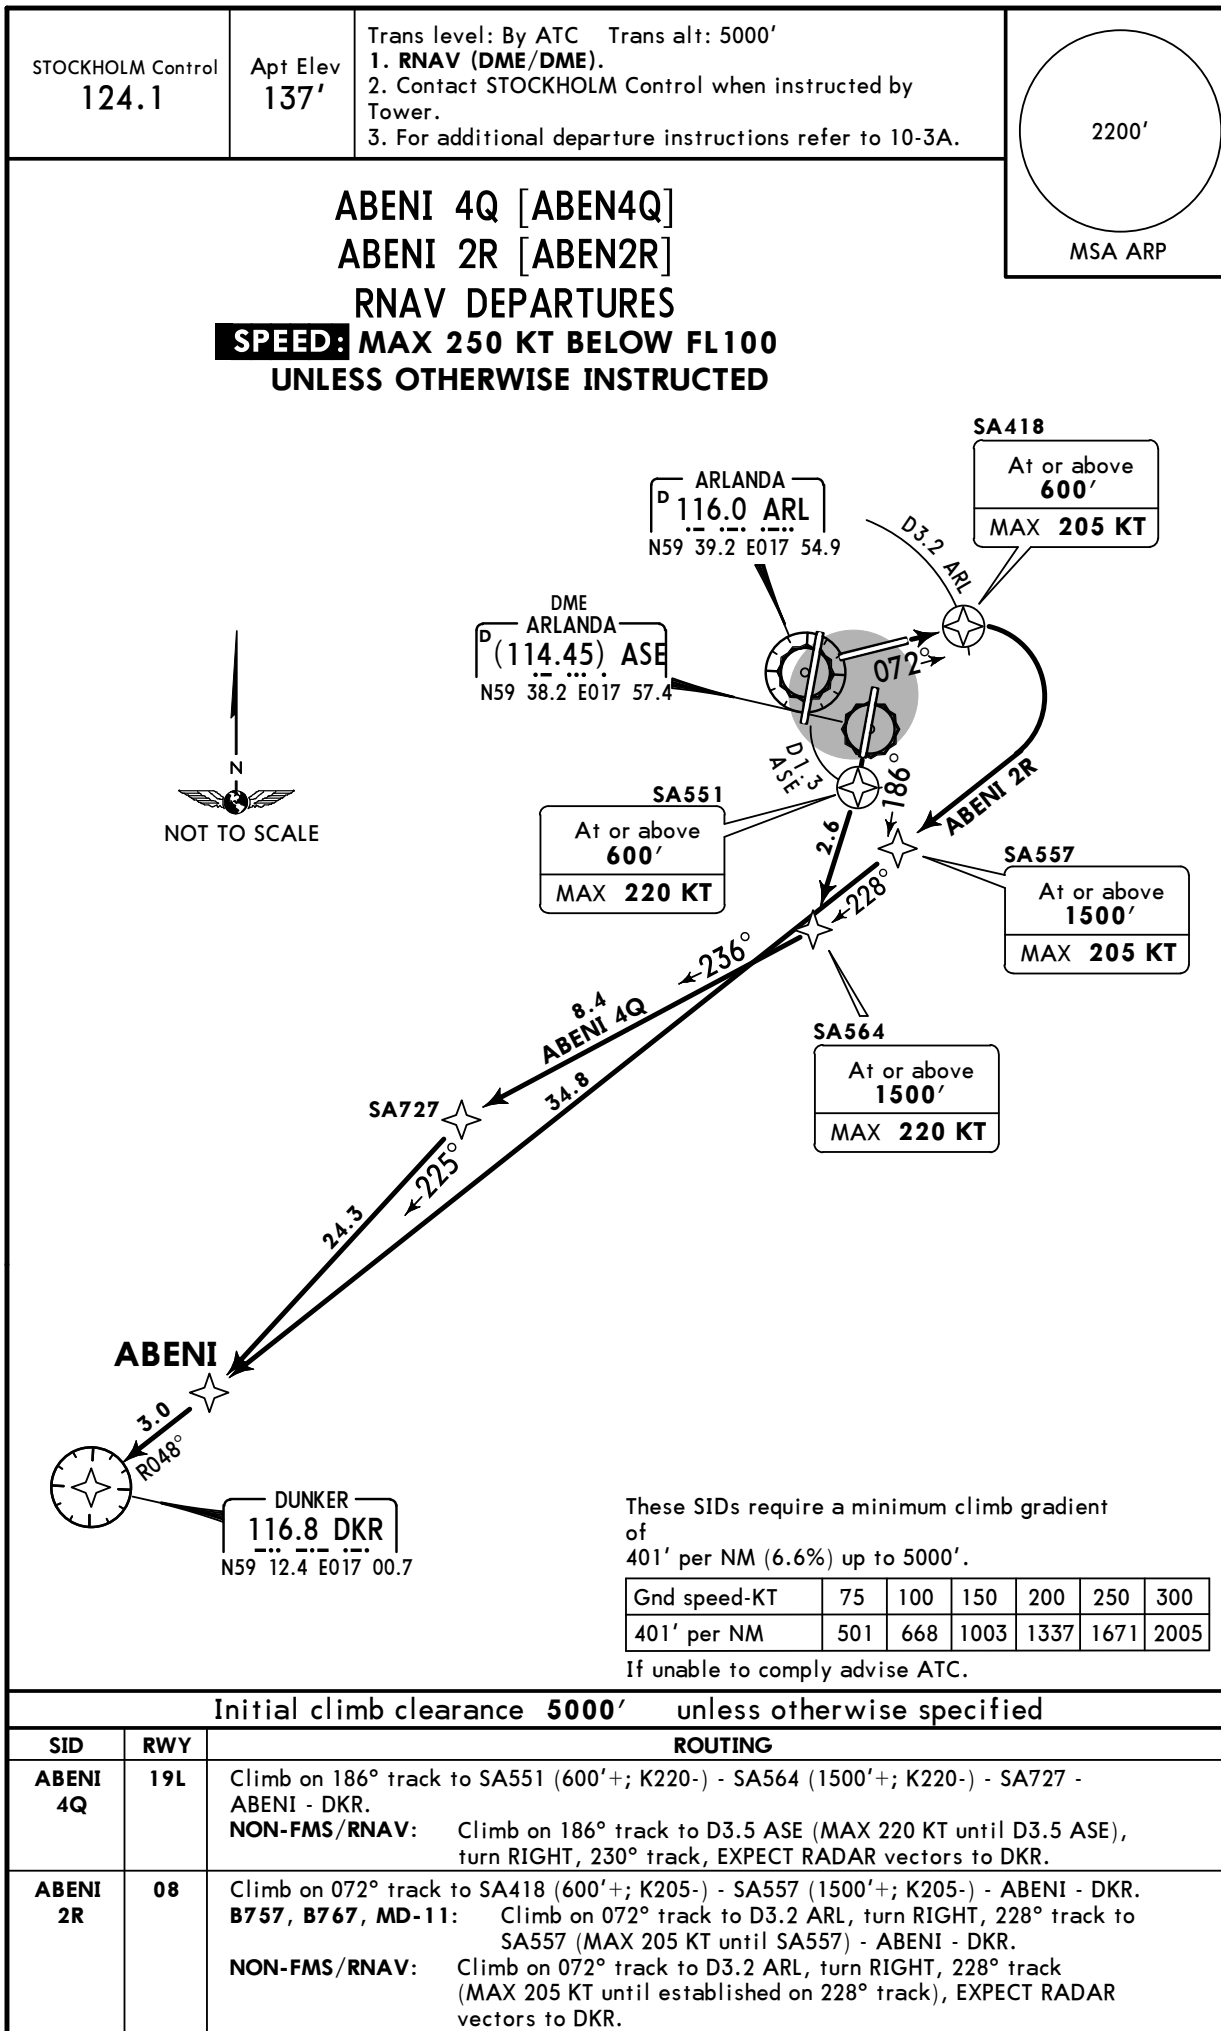 STOCKHOLM Control
124.1
Apt Elev
137'
Trans level: By ATC Trans alt: 5000'
1. RNAV (DME/DME).
2. Contact STOCKHOLM Control when instructed by
Tower.
3. For additional departure instructions refer to 10-3A.
2200'
MSA ARP
ABENI 4Q [ABEN4Q]
ABENI 2R [ABEN2R]
RNAV DEPARTURES
SPEED: MAX 250 KT BELOW FL100
UNLESS OTHERWISE INSTRUCTED
SA418
At or above
600'
MAX 205 KT
ARLANDA
D 116.0 ARL
N59 39.2 E017 54.9
D3.2 ARL
DME
ARLANDA
D (114.45) ASE
N59 38.2 E017 57.4
072°
N
NOT TO SCALE
D1.3
ASE
186°
ABENI 2R
SA551
At or above
600'
MAX 220 KT
2.6
SA557
At or above
1500'
MAX 205 KT
228°
236°
8.4
ABENI 4Q
34.8
SA564
At or above
1500'
MAX 220 KT
SA727
225°
24.3
ABENI
3.0
R048°
DUNKER
116.8 DKR
N59 12.4 E017 00.7
These SIDs require a minimum climb gradient
of
401' per NM (6.6%) up to 5000'.
Gnd speed-KT 75 100 150 200 250 300
401' per NM 501 668 1003 1337 1671 2005
If unable to comply advise ATC.
Initial climb clearance 5000' unless otherwise specified
SID RWY ROUTING
ABENI 4Q 19L Climb on 186° track to SA551 (600'+; K220-) - SA564 (1500'+; K220-) - SA727 -
ABENI - DKR.
NON-FMS/RNAV: Climb on 186° track to D3.5 ASE (MAX 220 KT until D3.5 ASE),
turn RIGHT, 230° track, EXPECT RADAR vectors to DKR.
ABENI 2R 08 Climb on 072° track to SA418 (600'+; K205-) - SA557 (1500'+; K205-) - ABENI - DKR.
B757, B767, MD-11: Climb on 072° track to D3.2 ARL, turn RIGHT, 228° track to
SA557 (MAX 205 KT until SA557) - ABENI - DKR.
NON-FMS/RNAV: Climb on 072° track to D3.2 ARL, turn RIGHT, 228° track
(MAX 205 KT until established on 228° track), EXPECT RADAR
vectors to DKR.